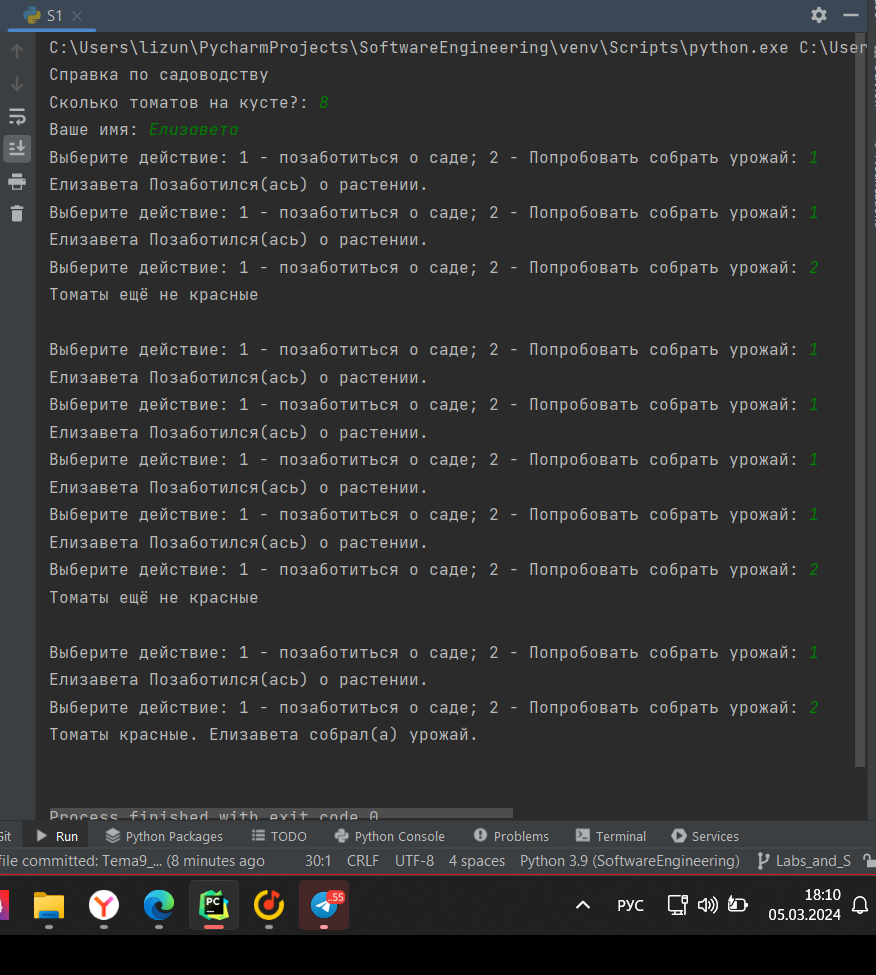 S1
C:\Users\lizun\PycharmProjects\SoftwareEngineering\venv\Scripts\python.exe C:\User
Справка по садоводству
Сколько томатов на кусте?: 8
Ваше имя: Елизавета
Выберите действие: 1 - позаботиться о саде; 2 - Попробовать собрать урожай: 1
Елизавета Позаботился(ась) о растении.
Выберите действие: 1 - позаботиться о саде; 2 - Попробовать собрать урожай: 1
Елизавета Позаботился(ась) о растении.
Выберите действие: 1 - позаботиться о саде; 2 - Попробовать собрать урожай: 2
Томаты ещё не красные
Выберите действие: 1 - позаботиться о саде; 2 - Попробовать собрать урожай: 1
Елизавета Позаботился(ась) о растении.
Выберите действие: 1 - позаботиться о саде; 2 - Попробовать собрать урожай: 1
Елизавета Позаботился(ась) о растении.
Выберите действие: 1 - позаботиться о саде; 2 - Попробовать собрать урожай: 1
Елизавета Позаботился(ась) о растении.
Выберите действие: 1 - позаботиться о саде; 2 - Попробовать собрать урожай: 1
Елизавета Позаботился(ась) о растении.
Выберите действие: 1 - позаботиться о саде; 2 - Попробовать собрать урожай: 2
Томаты ещё не красные
Выберите действие: 1 - позаботиться о саде; 2 - Попробовать собрать урожай: 1
Елизавета Позаботился(ась) о растении.
Выберите действие: 1 - позаботиться о саде; 2 - Попробовать собрать урожай: 2
Томаты красные. Елизавета собрал(а) урожай.
Process finished with exit code 0
Git Run Python Packages TODO Python Console Problems Terminal Services
file committed: Tema9_... (8 minutes ago 30:1 CRLF UTF-8 4 spaces Python 3.9 (SoftwareEngineering) Labs_and_S
PC ..55 РУС 18:10
05.03.2024